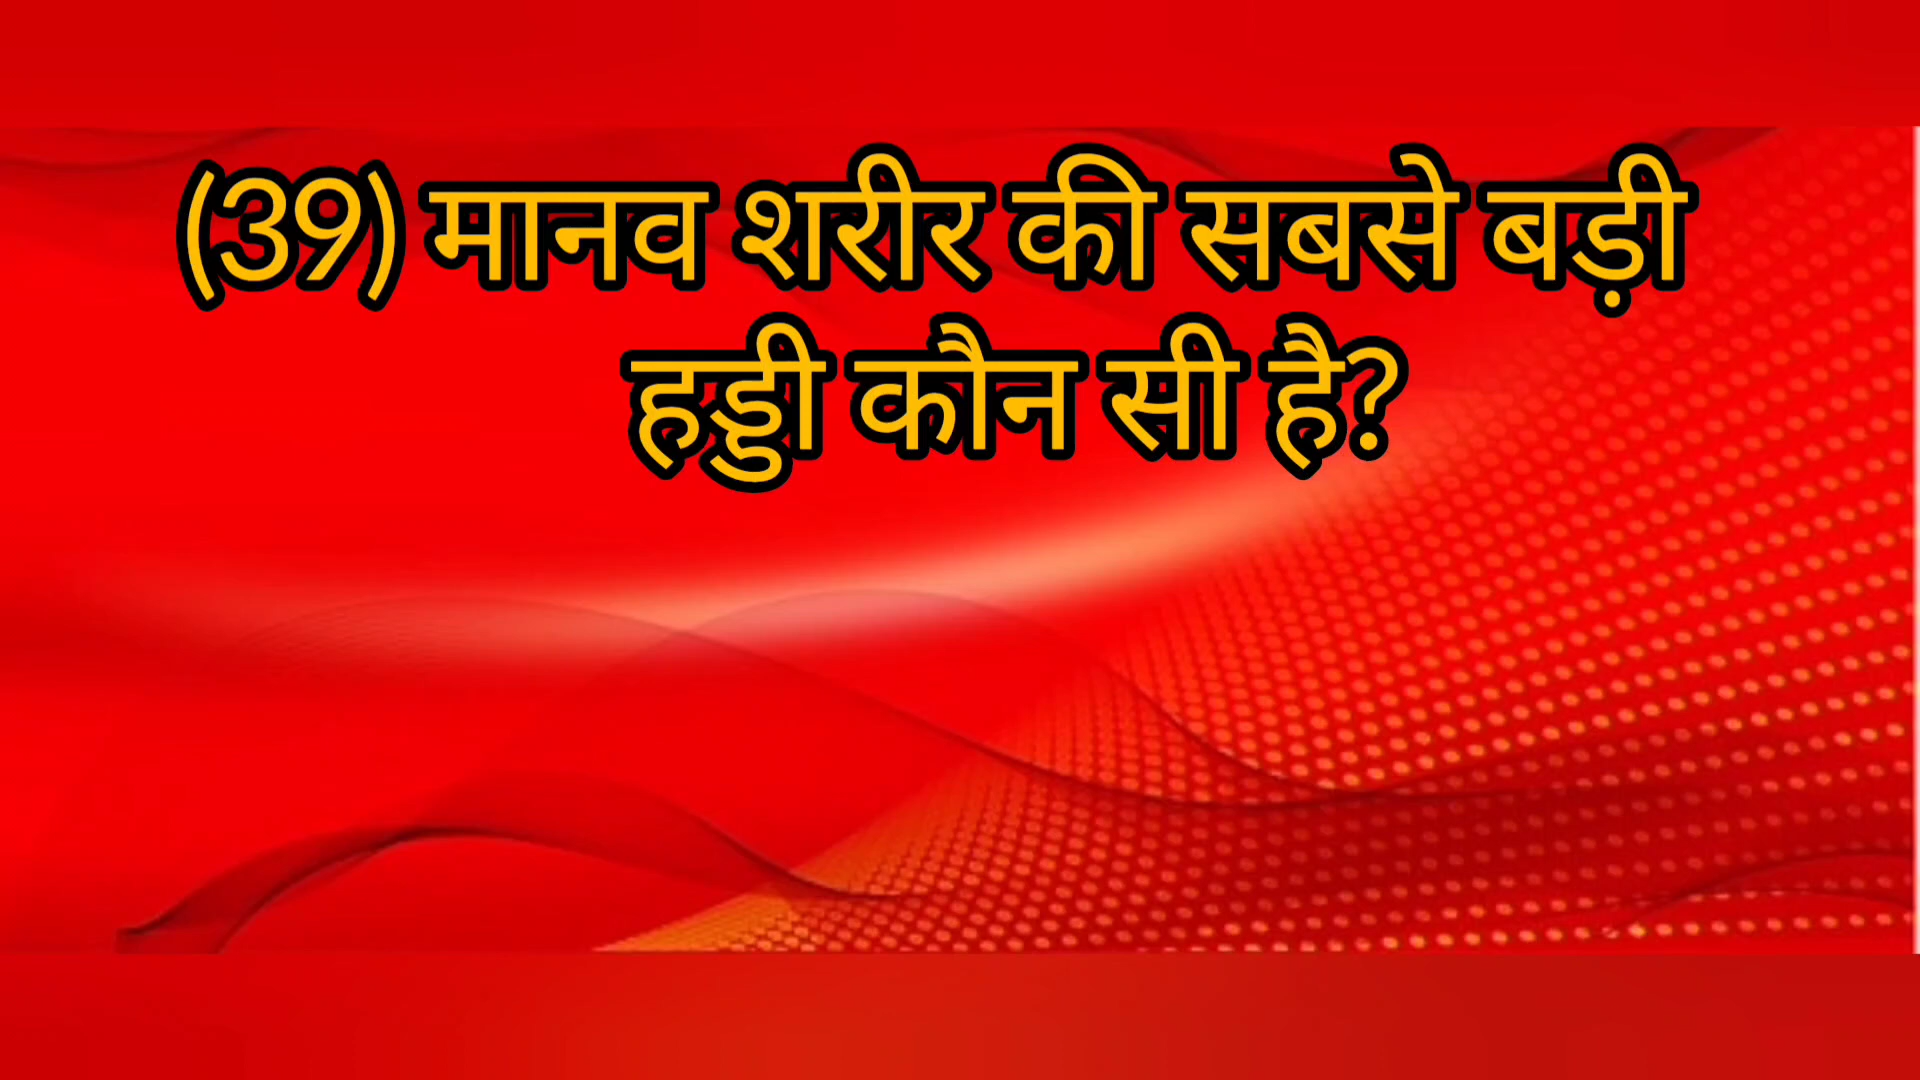 (39) मानव शरीर की सबसे बड़ी
हड्डी कौन सी है?